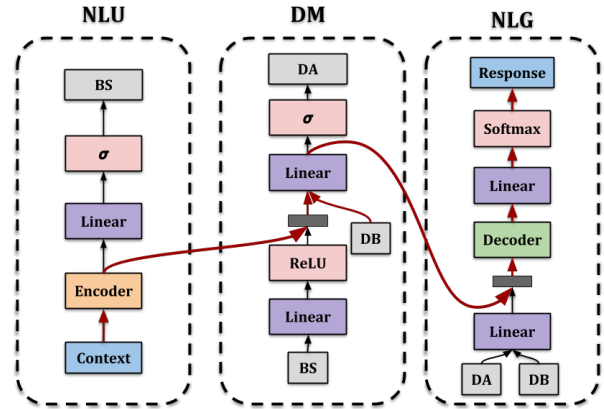 NLU
BS
σ
Linear
Encoder
Context
DM
DA
σ
Linear
DB
ReLU
Linear
BS
NLG
Response
Softmax
Linear
Decoder
Linear
DA
DB